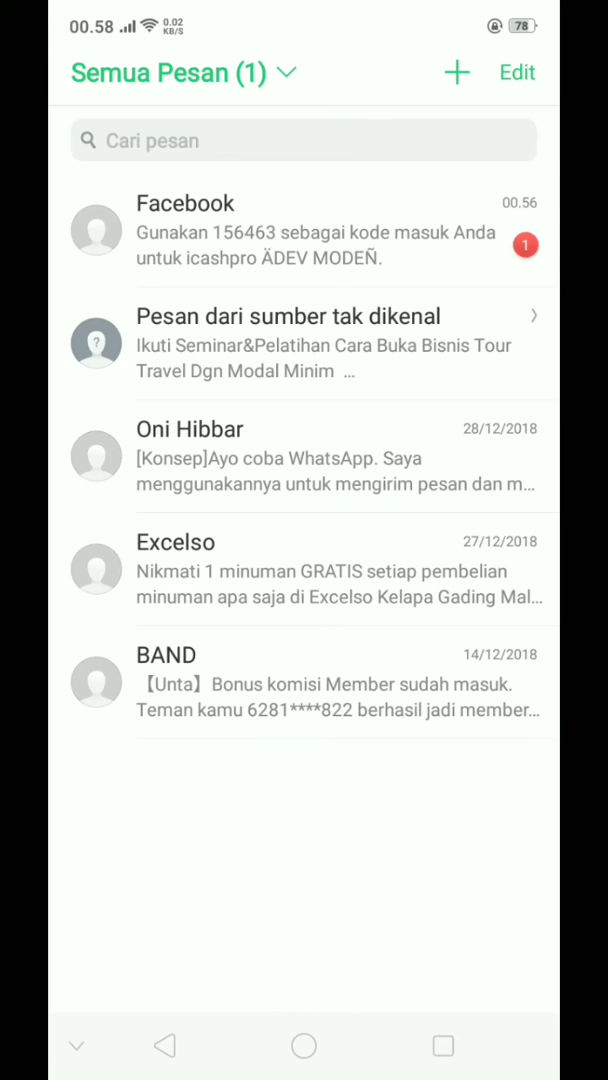 00.58 0.02 KB/S 78
Semua Pesan (1) Edit
Cari pesan
Facebook 00.56
Gunakan 156463 sebagai kode masuk Anda
untuk icashpro ÄDEV MODEÑ. 1
Pesan dari sumber tak dikenal
Ikuti Seminar&Pelatihan Cara Buka Bisnis Tour
Travel Dgn Modal Minim ...
Oni Hibbar 28/12/2018
[Konsep]Ayo coba WhatsApp. Saya
menggunakannya untuk mengirim pesan dan m...
Excelso 27/12/2018
Nikmati 1 minuman GRATIS setiap pembelian
minuman apa saja di Excelso Kelapa Gading Mal...
BAND 14/12/2018
【Unta】Bonus komisi Member sudah masuk.
Teman kamu 6281****822 berhasil jadi member...